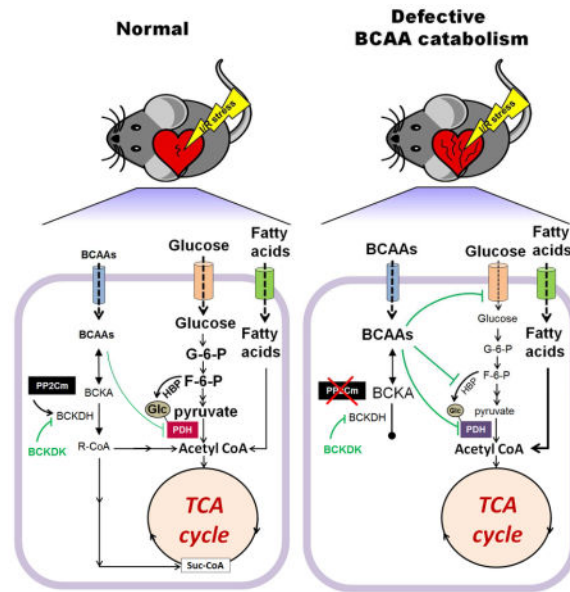 Normal
Defective
BCAA catabolism
I/R stress
I/R stress
BCAAs
Glucose
Fatty
acids
BCAAs
Glucose
G-6-P
F-6-P
HBP
Glc
pyruvate
PDH
Acetyl CoA
Fatty
acids
PP2Cm
BCKA
BCKDH
BCKDK
R-CoA
TCA
cycle
Suc-CoA
BCAAs
Glucose
Fatty
acids
BCAAs
Glucose
G-6-P
F-6-P
HBP
Glc
pyruvate
PDH
Acetyl CoA
Fatty
acids
PP2Cm
BCKA
BCKDH
BCKDK
TCA
cycle